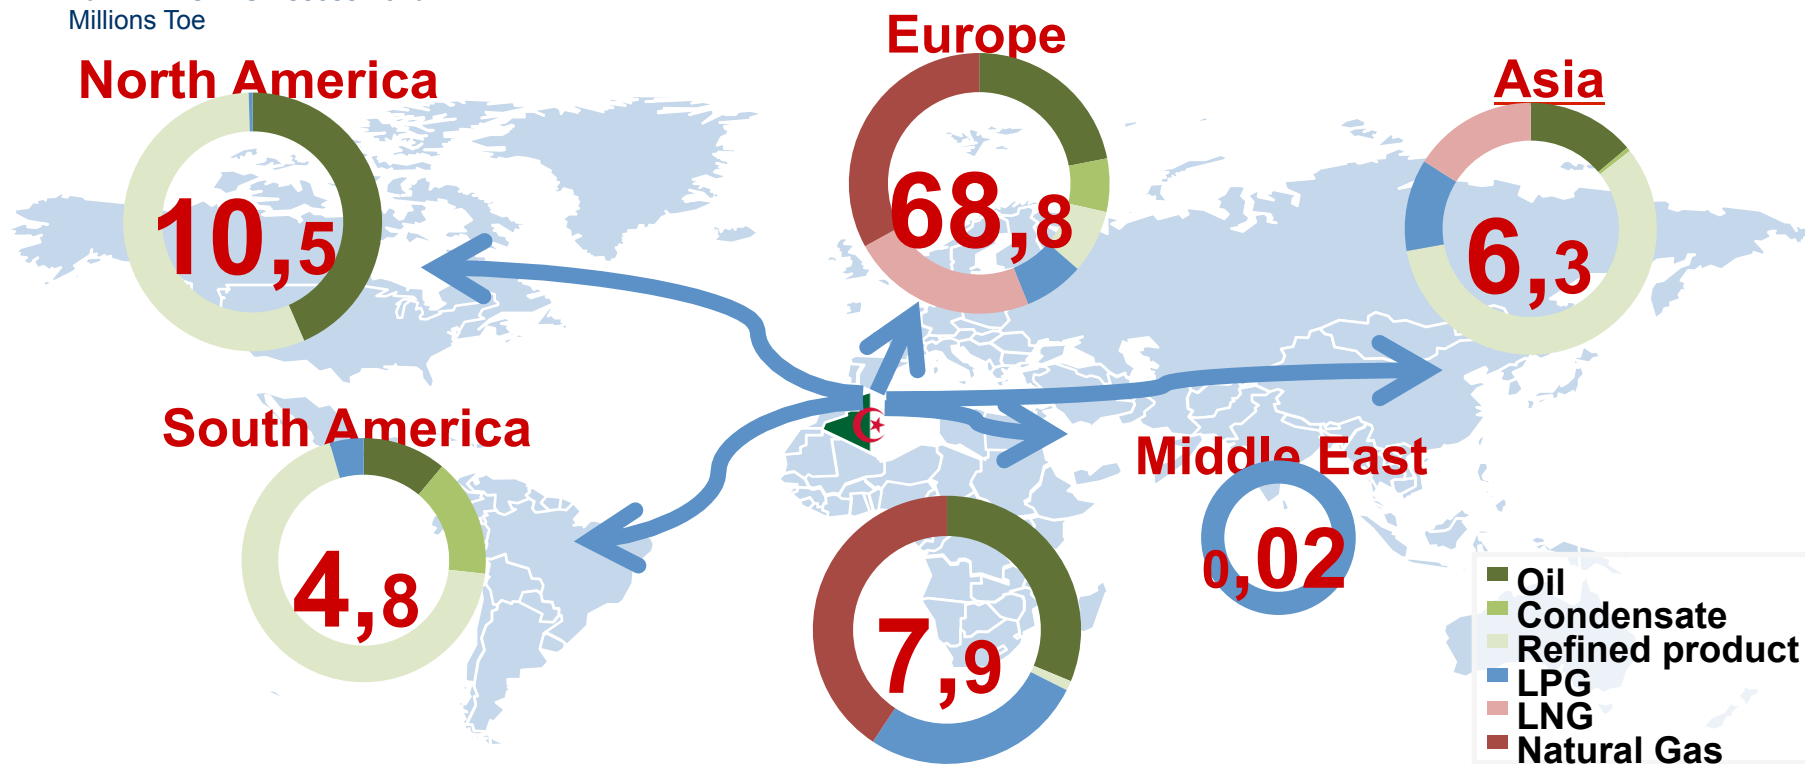 Millions Toe
Europe
North America
Asia
68,8
10,5
6,3
South America
Middle East
0,02
4,8
7,9
Oil
Condensate
Refined product
LPG
LNG
Natural Gas